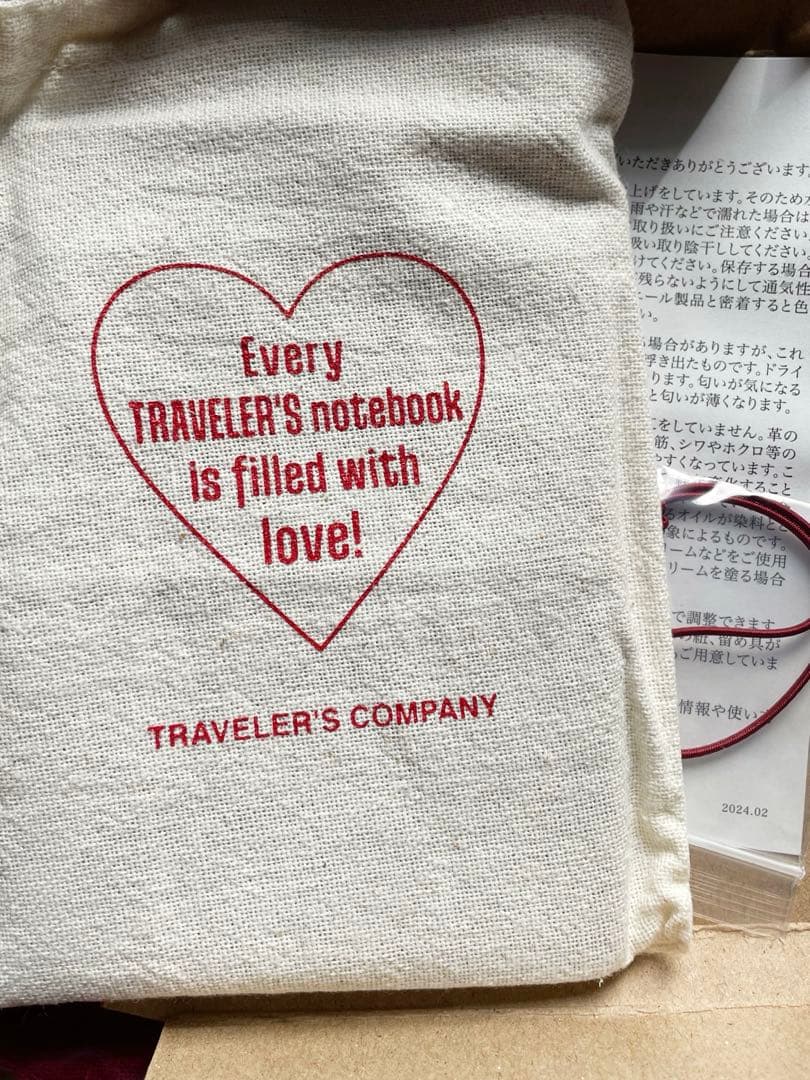 Every
TRAVELER'S notebook
is filled with
love!
TRAVELER'S COMPANY
いただきありがとうございます。
上げをしています。そのため
雨や汗などで濡れた場合は
取り扱いにご注意ください。
吸い取り陰干ししてください。
けてください。保存する場合
残らないようにして通気性
ニール製品と密着すると色
い。
場合がありますが、これ
浮き出たものです。ドライ
ります。匂いが気になる
と匂いが薄くなります。
をしていません。革の
筋、シワやホクロ等の
やすくなっています。こ
化すること
オイルが染料と
象によるものです。
ームなどをご使用
リームを塗る場合
で調整できます
の紐、留め具が
ご用意していま
情報や使い
2024.02